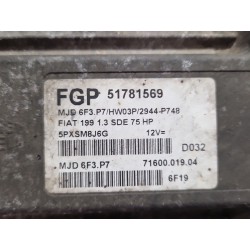 FGP 51781569
MJD 6F3.P7/HW03P/2944-P748
FIAT 199 1.3 SDE 75 HP
5PXSM8J6G 12V=
D032
MJD 6F3.P7 71600.019.04
6F19